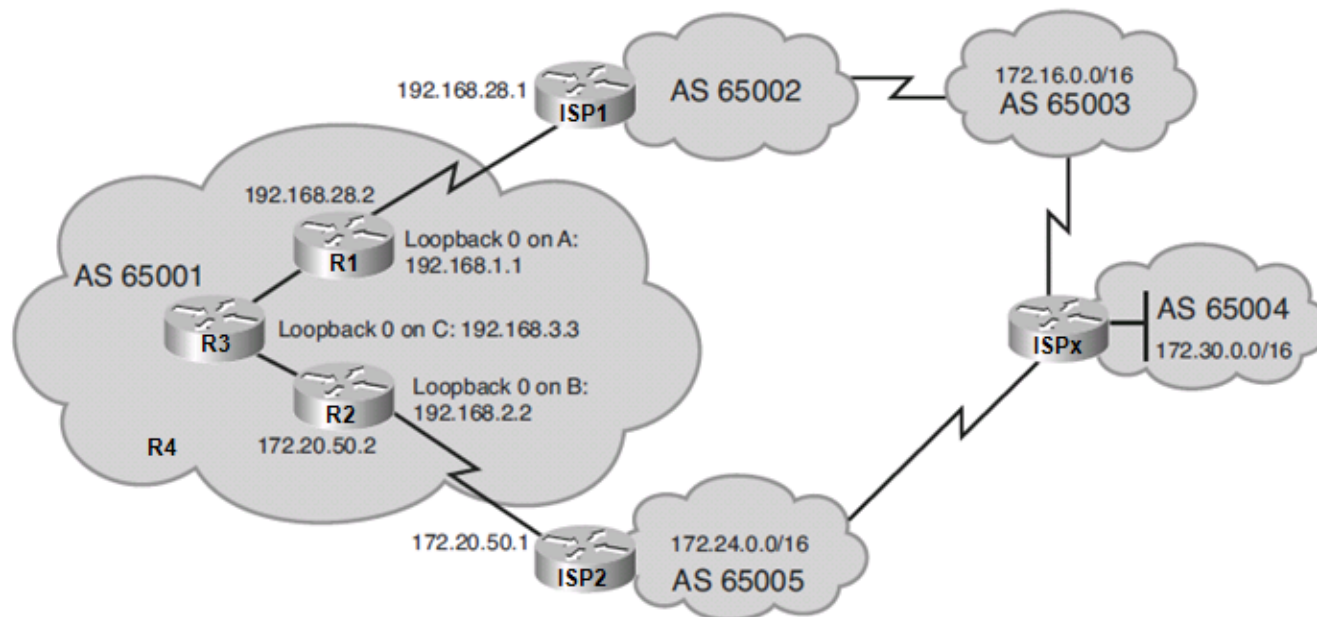 192.168.28.1
ISP1
AS 65002
172.16.0.0/16
AS 65003
192.168.28.2
R1
Loopback 0 on A:
192.168.1.1
AS 65001
R3
Loopback 0 on C: 192.168.3.3
R2
Loopback 0 on B:
192.168.2.2
R4
172.20.50.2
ISPx
AS 65004
172.30.0.0/16
172.20.50.1
ISP2
172.24.0.0/16
AS 65005